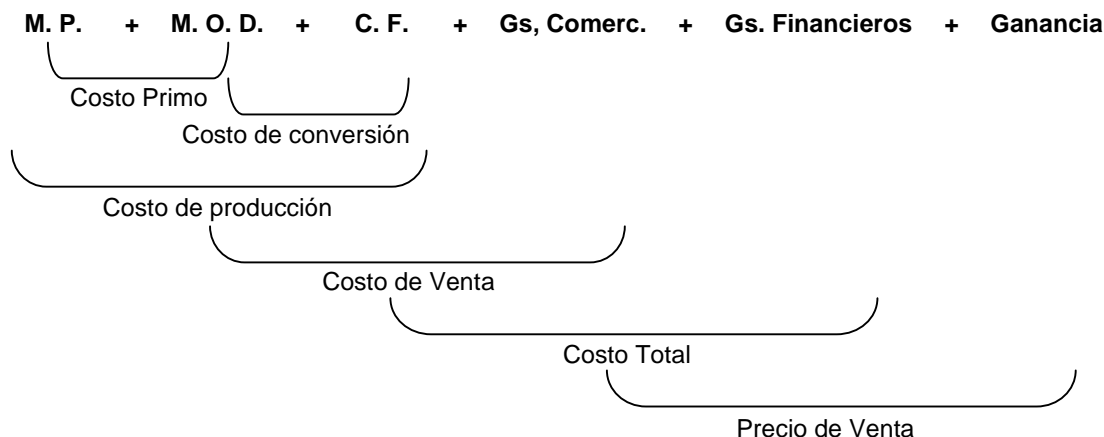 M. P. + M. O. D. + C. F. + Gs, Comerc. + Gs. Financieros + Ganancia
Costo Primo
Costo de conversión
Costo de producción
Costo de Venta
Costo Total
Precio de Venta